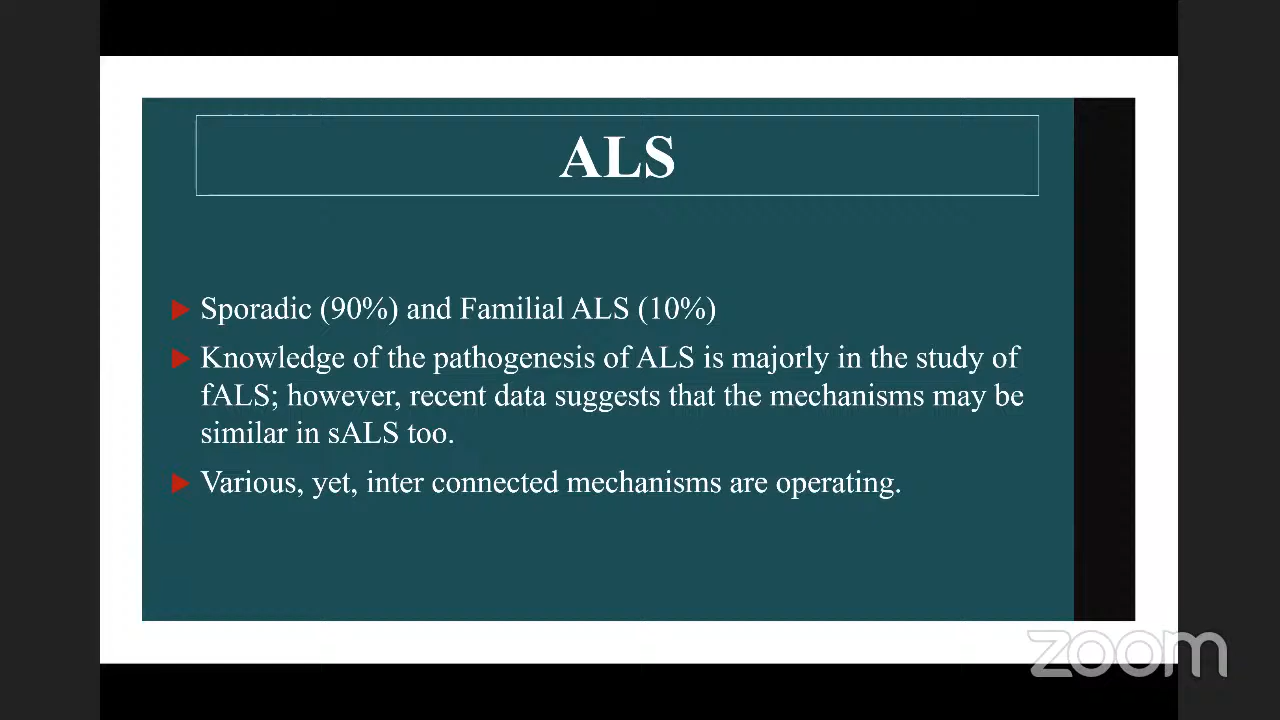 ALS
Sporadic (90%) and Familial ALS (10%)
Knowledge of the pathogenesis of ALS is majorly in the study of
fALS; however, recent data suggests that the mechanisms may be
similar in sALS too.
Various, yet, inter connected mechanisms are operating.
zoom